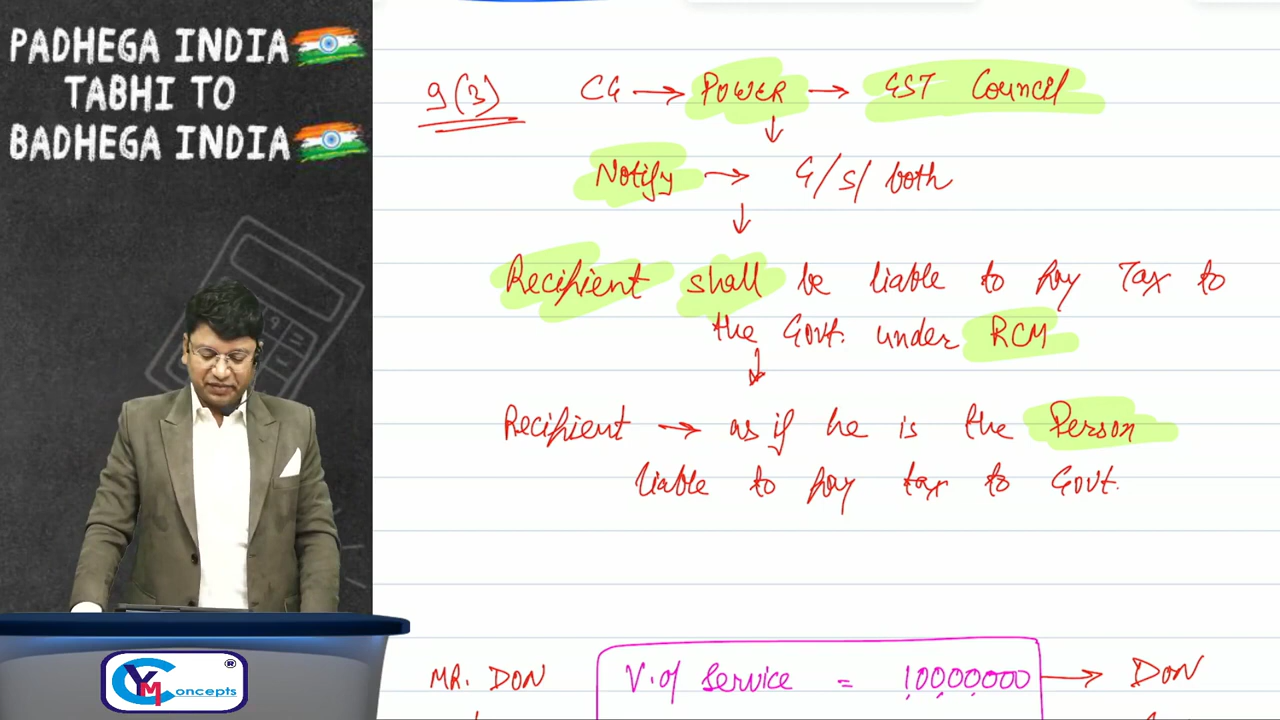 PADHEGA INDIA
TABHI TO
BADHEGA INDIA
9(3) CG → POWER → GST Council
↓
Notify → G/S/ both
↓
Recipient shall be liable to pay Tax to
the Govt. under RCM
↓
Recipient → as if he is the Person
liable to pay tax to Govt.
MR. DON V. of Service = 10000000 → DON
CYM Concepts ®